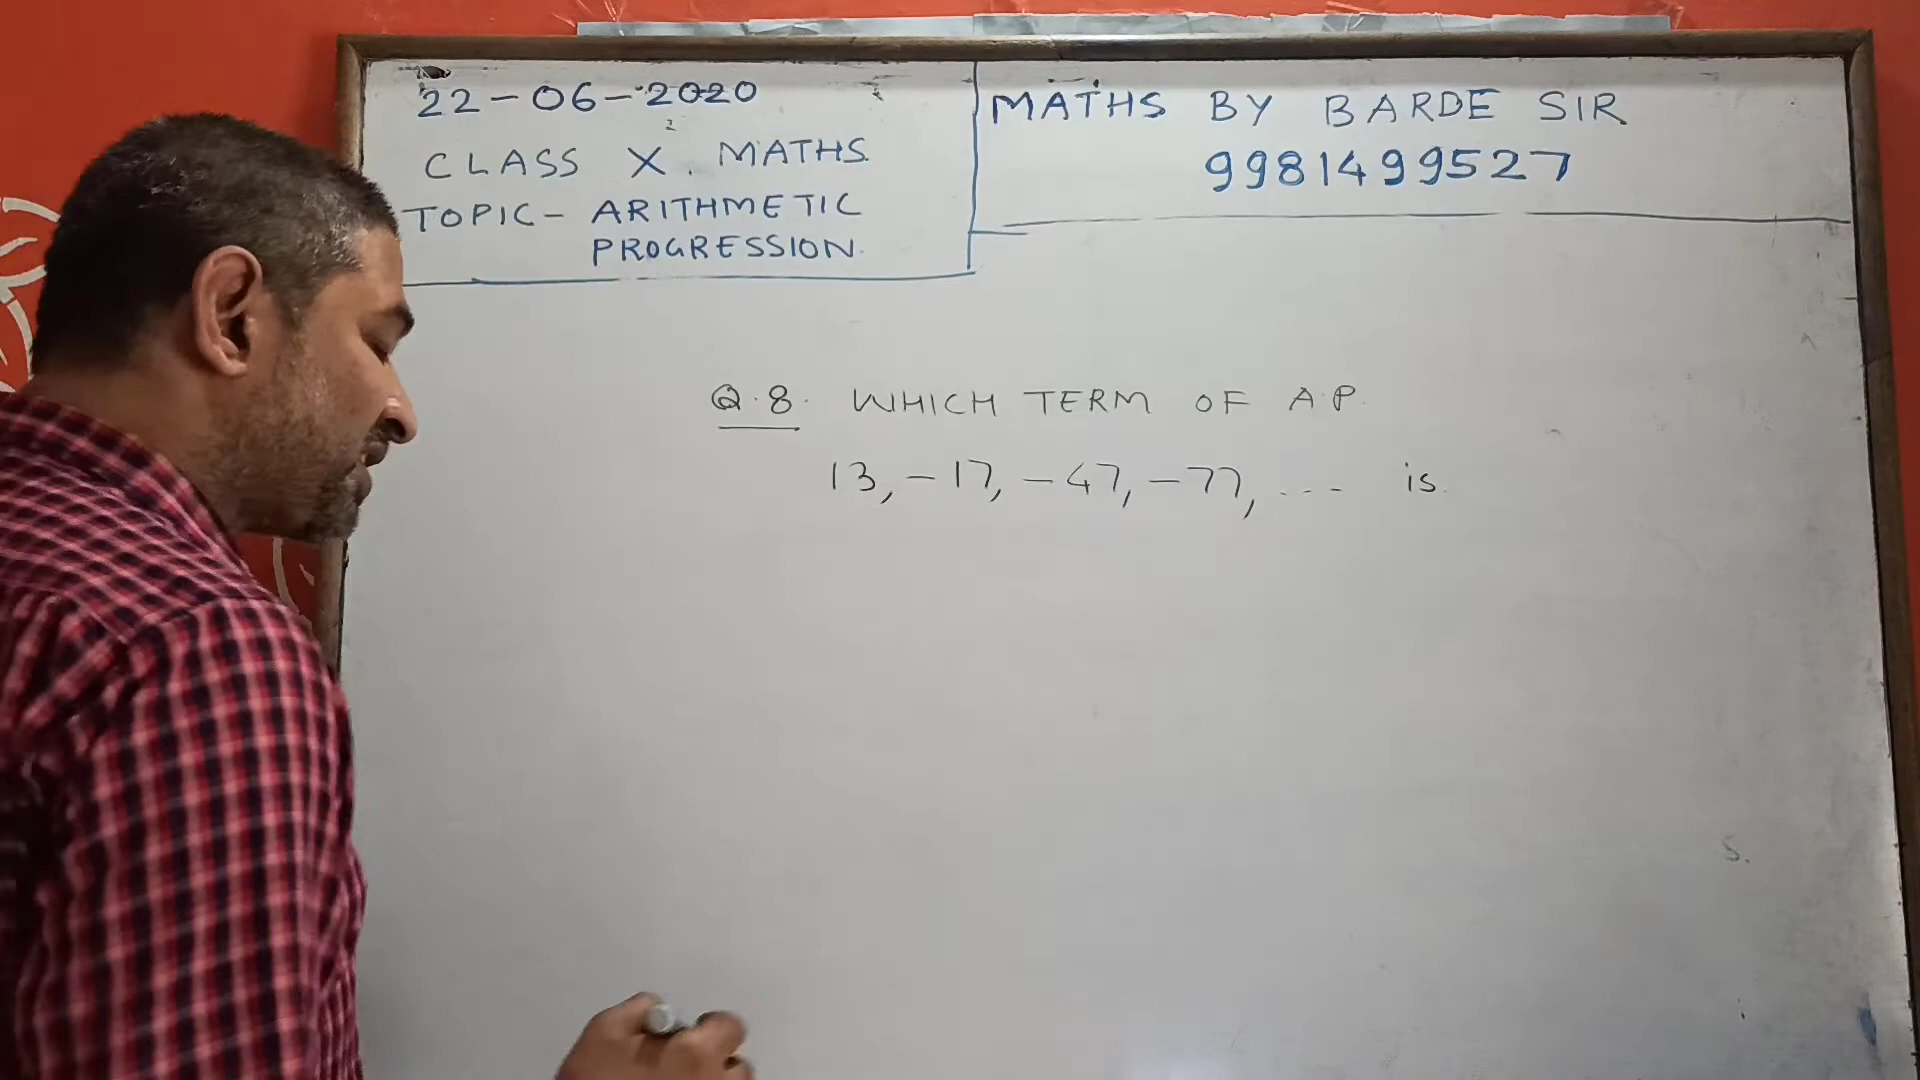 22-06-2020
CLASS X. MATHS.
TOPIC- ARITHMETIC
PROGRESSION.
MATHS BY BARDE SIR
9981499527
Q.8. WHICH TERM OF A.P.
13, -17, -47, -77, ---- is.